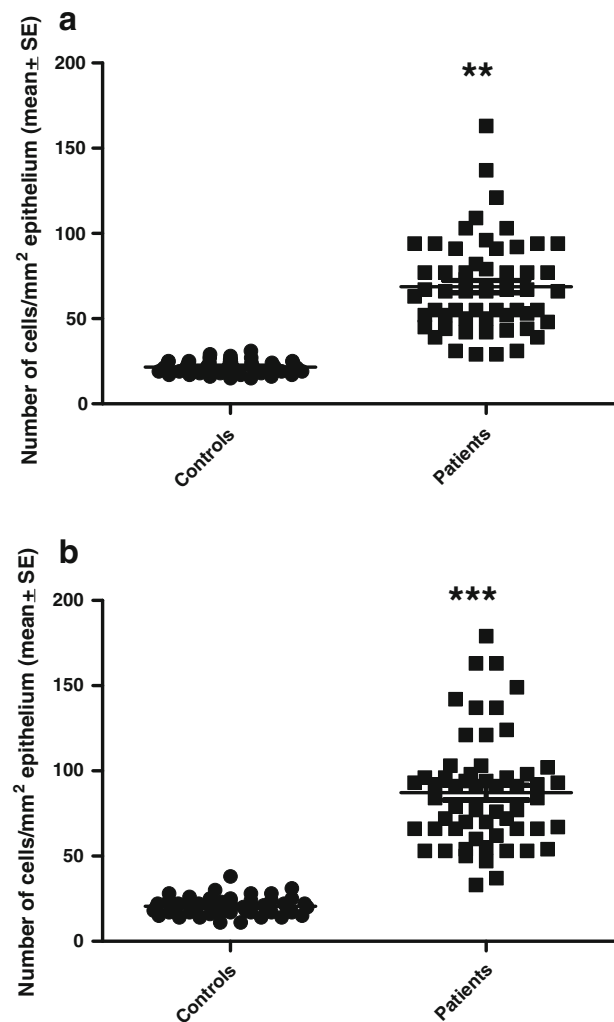 a
Number of cells/mm² epithelium (mean± SE)
200
**
150
100
50
0
Controls
Patients
b
Number of cells/mm² epithelium (mean± SE)
200
***
150
100
50
0
Controls
Patients